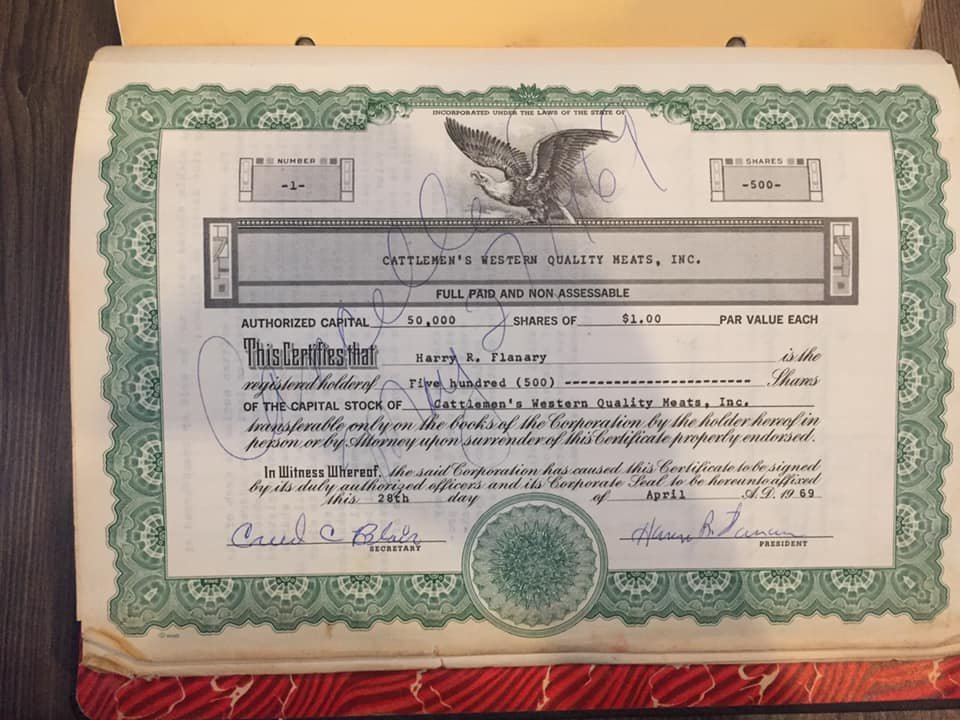 INCORPORATED UNDER THE LAWS OF THE STATE OF
NUMBER
-1-
SHARES
-500-
CATTLEMEN'S WESTERN QUALITY MEATS, INC.
FULL PAID AND NON ASSESSABLE
AUTHORIZED CAPITAL 50,000 SHARES OF $1.00 PAR VALUE EACH
This Certifies that Harry R. Flanary is the
registered holder of Five hundred (500) ------------------------ Shares
OF THE CAPITAL STOCK OF Cattlemen's Western Quality Meats, Inc.
transferable only on the books of the Corporation by the holder hereof in
person or by Attorney upon surrender of this Certificate properly endorsed.
In Witness Whereof, the said Corporation has caused this Certificate to be signed
by its duly authorized officers and its Corporate Seal to be hereunto affixed
this 28th day of April A.D. 1969
Creed C Blair
SECRETARY
Harry R. Flanary
PRESIDENT